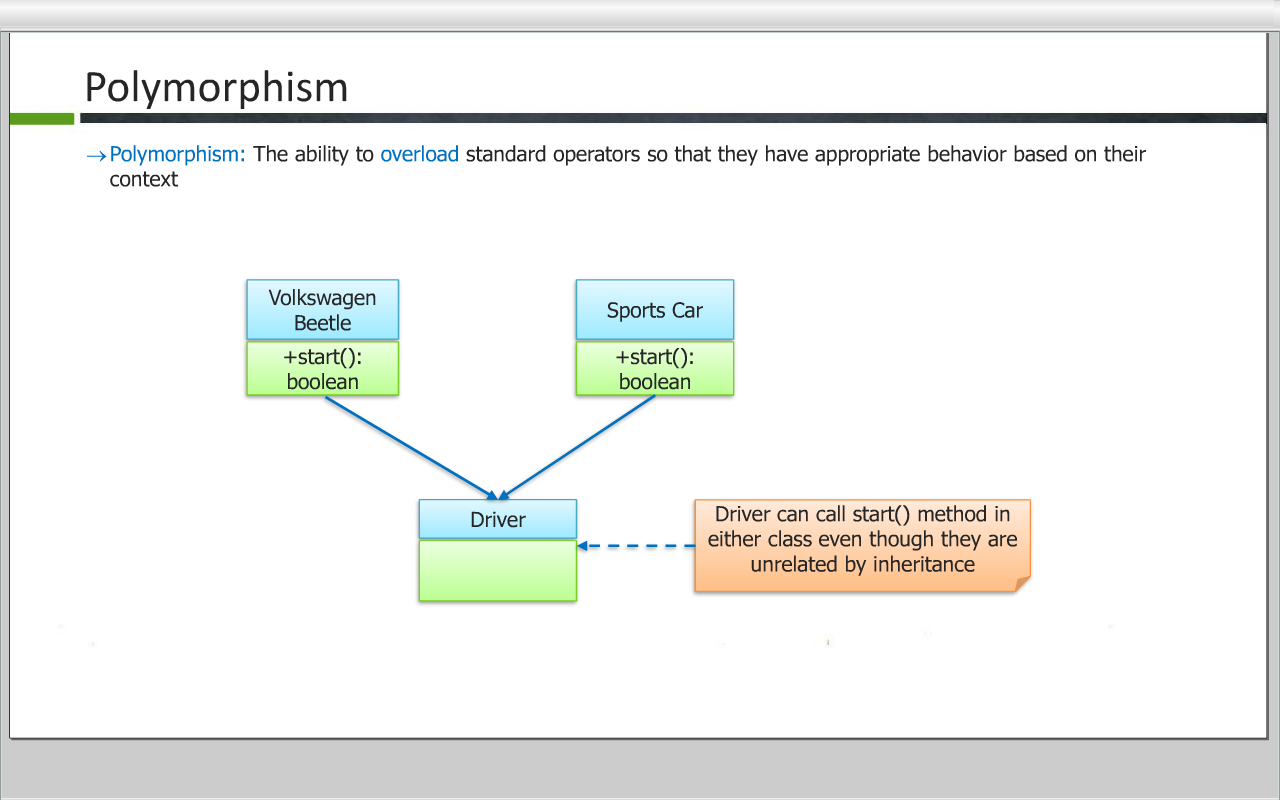 Polymorphism
→Polymorphism: The ability to overload standard operators so that they have appropriate behavior based on their
context
Volkswagen
Beetle
+start():
boolean
Sports Car
+start():
boolean
Driver
Driver can call start() method in
either class even though they are
unrelated by inheritance